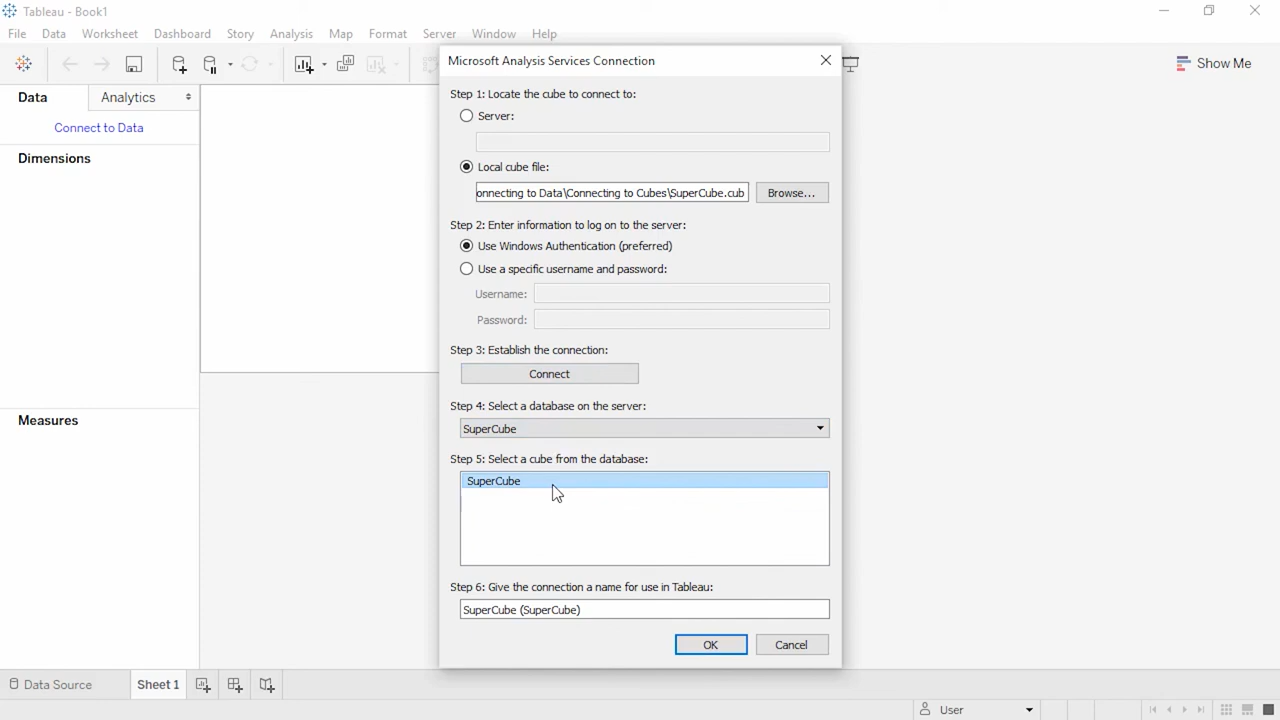 Tableau - Book1
File Data Worksheet Dashboard Story Analysis Map Format Server Window Help
Show Me
Data Analytics
Connect to Data
Dimensions
Measures
Microsoft Analysis Services Connection
Step 1: Locate the cube to connect to:
Server:
Local cube file:
onnecting to Data\Connecting to Cubes\SuperCube.cub Browse...
Step 2: Enter information to log on to the server:
Use Windows Authentication (preferred)
Use a specific username and password:
Username:
Password:
Step 3: Establish the connection:
Connect
Step 4: Select a database on the server:
SuperCube
Step 5: Select a cube from the database:
SuperCube
Step 6: Give the connection a name for use in Tableau:
SuperCube (SuperCube)
OK Cancel
Data Source Sheet 1
User